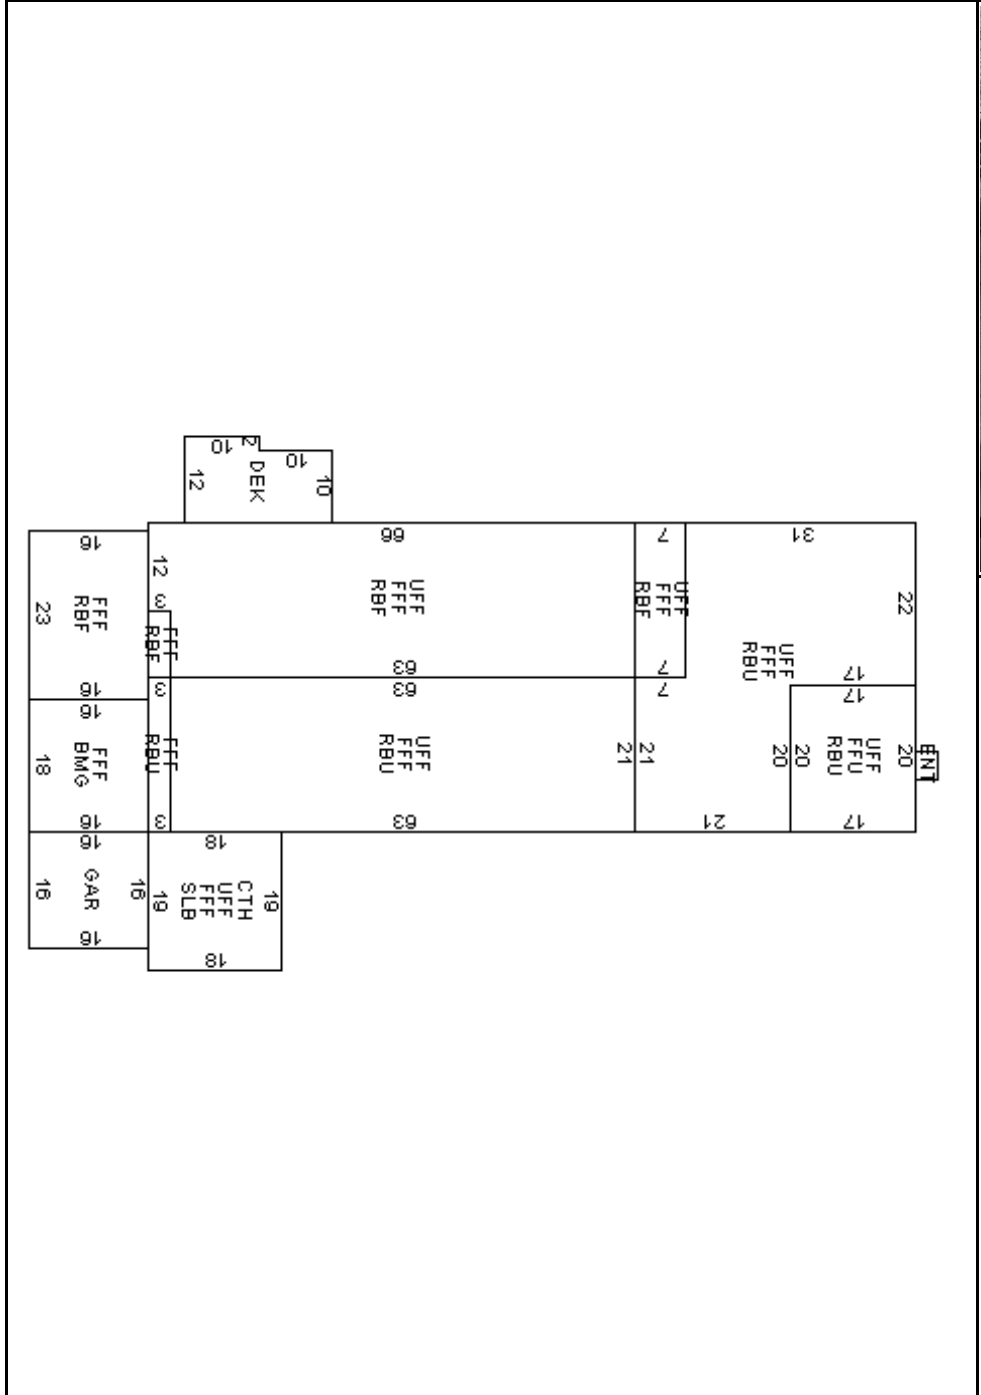 10
2
10
DEK
12
10
66
7
31
16
12
UFF
FFF
RBF
UFF
FFF
RBF
22
3
FFF
RBF
23
FFF
RBF
UFF
FFF
RBU
63
7
17
16
3
63
7
17
16
FFF
BMG
18
FFF
RBU
UFF
FFF
RBU
21
21
20
20
UFF
FFU
RBU
20
ENT
16
3
63
21
17
16
18
GAR
16
16
19
CTH
UFF
FFF
SLB
19
16
18